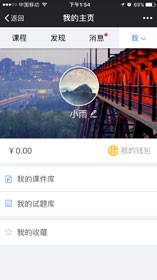 中国移动 下午1:54 69%
返回 我的主页
课程 发现 消息 我
小雨
¥ 0.00 我的钱包
我的课件库
我的试题库
我的收藏